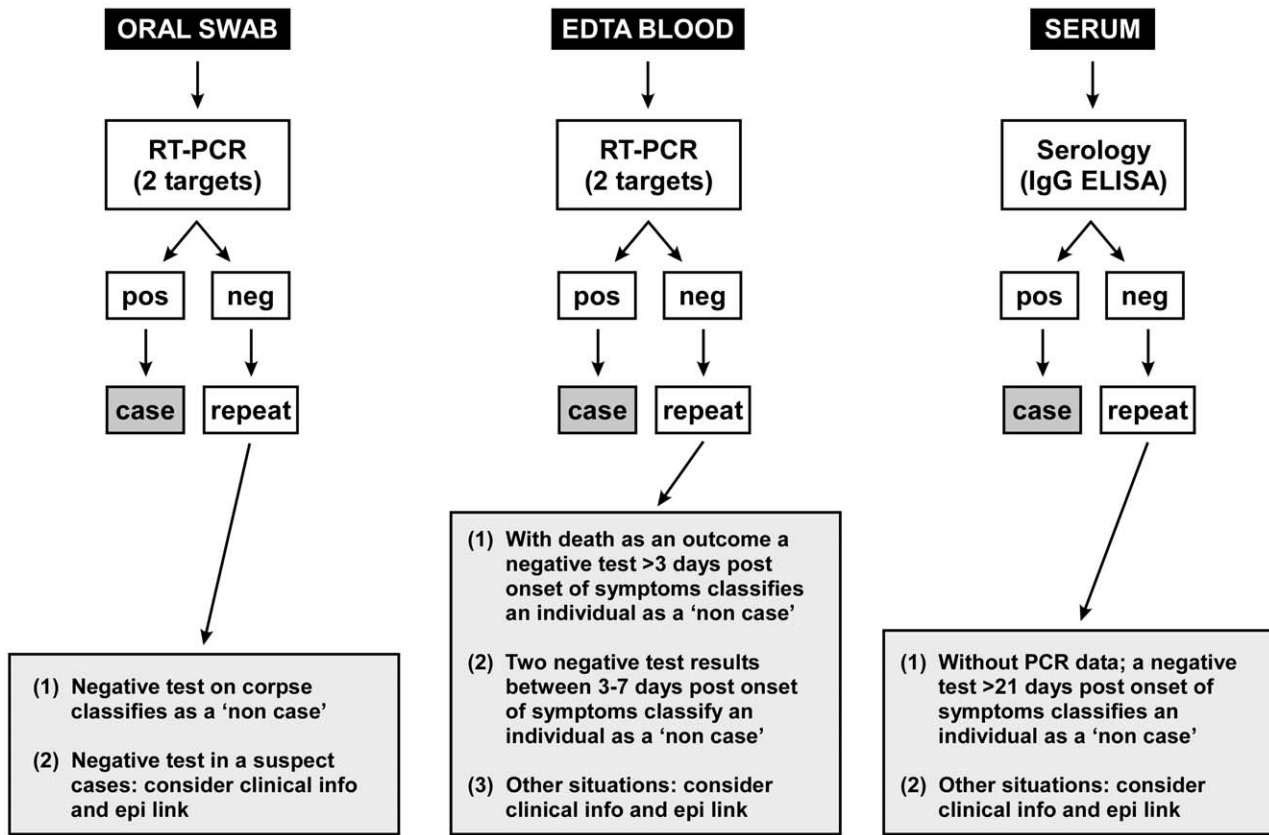 ORAL SWAB
RT-PCR
(2 targets)
pos
neg
case
repeat
(1) Negative test on corpse
classifies as a ‘non case’
(2) Negative test in a suspect
cases: consider clinical info
and epi link
EDTA BLOOD
RT-PCR
(2 targets)
pos
neg
case
repeat
(1) With death as an outcome a
negative test >3 days post
onset of symptoms classifies
an individual as a ‘non case’
(2) Two negative test results
between 3-7 days post onset
of symptoms classify an
individual as a ‘non case’
(3) Other situations: consider
clinical info and epi link
SERUM
Serology
(IgG ELISA)
pos
neg
case
repeat
(1) Without PCR data; a negative
test >21 days post onset of
symptoms classifies an
individual as a ‘non case’
(2) Other situations: consider
clinical info and epi link